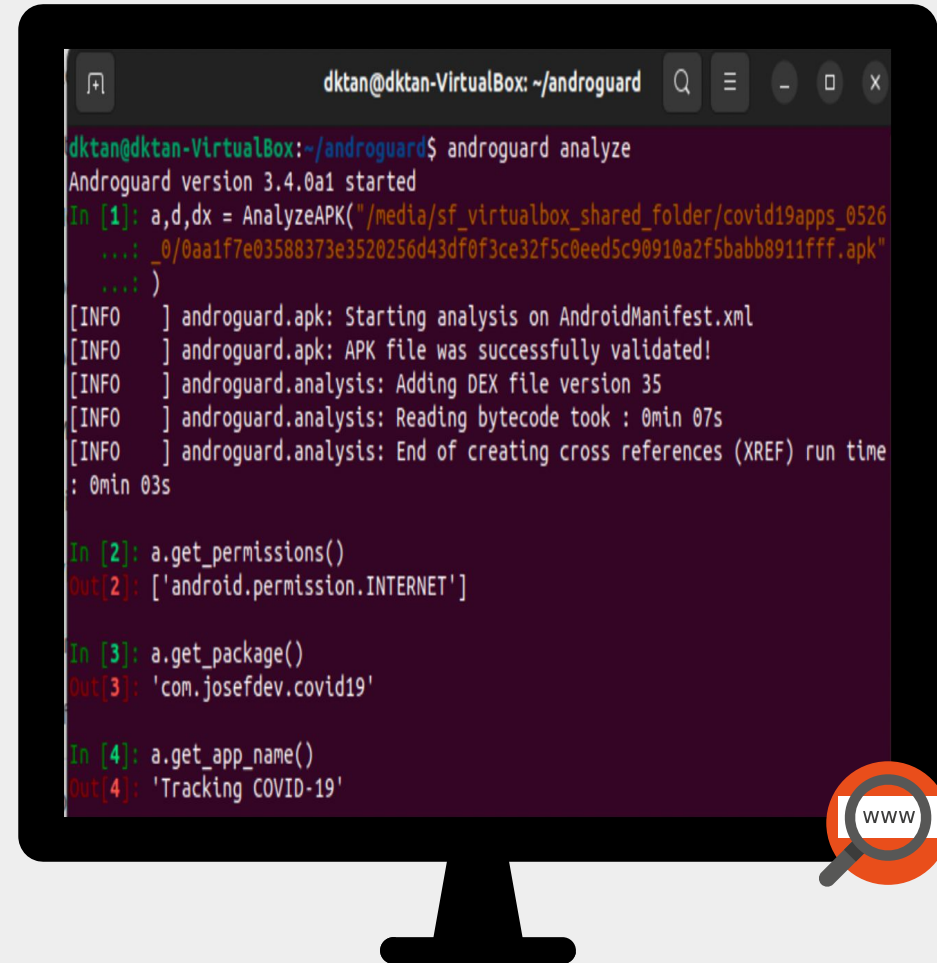 dktan@dktan-VirtualBox: ~/androguard
dktan@dktan-VirtualBox:~/androguard$ androguard analyze
Androguard version 3.4.0a1 started
In [1]: a,d,dx = AnalyzeAPK("/media/sf_virtualbox_shared_folder/covid19apps_0526
...: _0/0aa1f7e03588373e3520256d43df0f3ce32f5c0eed5c90910a2f5babb8911fff.apk"
...: )
[INFO    ] androguard.apk: Starting analysis on AndroidManifest.xml
[INFO    ] androguard.apk: APK file was successfully validated!
[INFO    ] androguard.analysis: Adding DEX file version 35
[INFO    ] androguard.analysis: Reading bytecode took : 0min 07s
[INFO    ] androguard.analysis: End of creating cross references (XREF) run time
: 0min 03s
In [2]: a.get_permissions()
Out[2]: ['android.permission.INTERNET']
In [3]: a.get_package()
Out[3]: 'com.josefdev.covid19'
In [4]: a.get_app_name()
Out[4]: 'Tracking COVID-19'
www